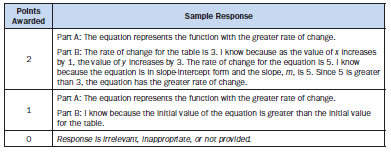 Points
Awarded
Sample Response
2
Part A: The equation represents the function with the greater rate of change.
Part B: The rate of change for the table is 3. I know because as the value of x increases
by 1, the value of y increases by 3. The rate of change for the equation is 5. I know
because the equation is in slope-intercept form and the slope, m, is 5. Since 5 is greater
than 3, the equation has the greater rate of change.
1
Part A: The equation represents the function with the greater rate of change.
Part B: I know because the initial value of the equation is greater than the initial value
for the table.
0
Response is irrelevant, inappropriate, or not provided.